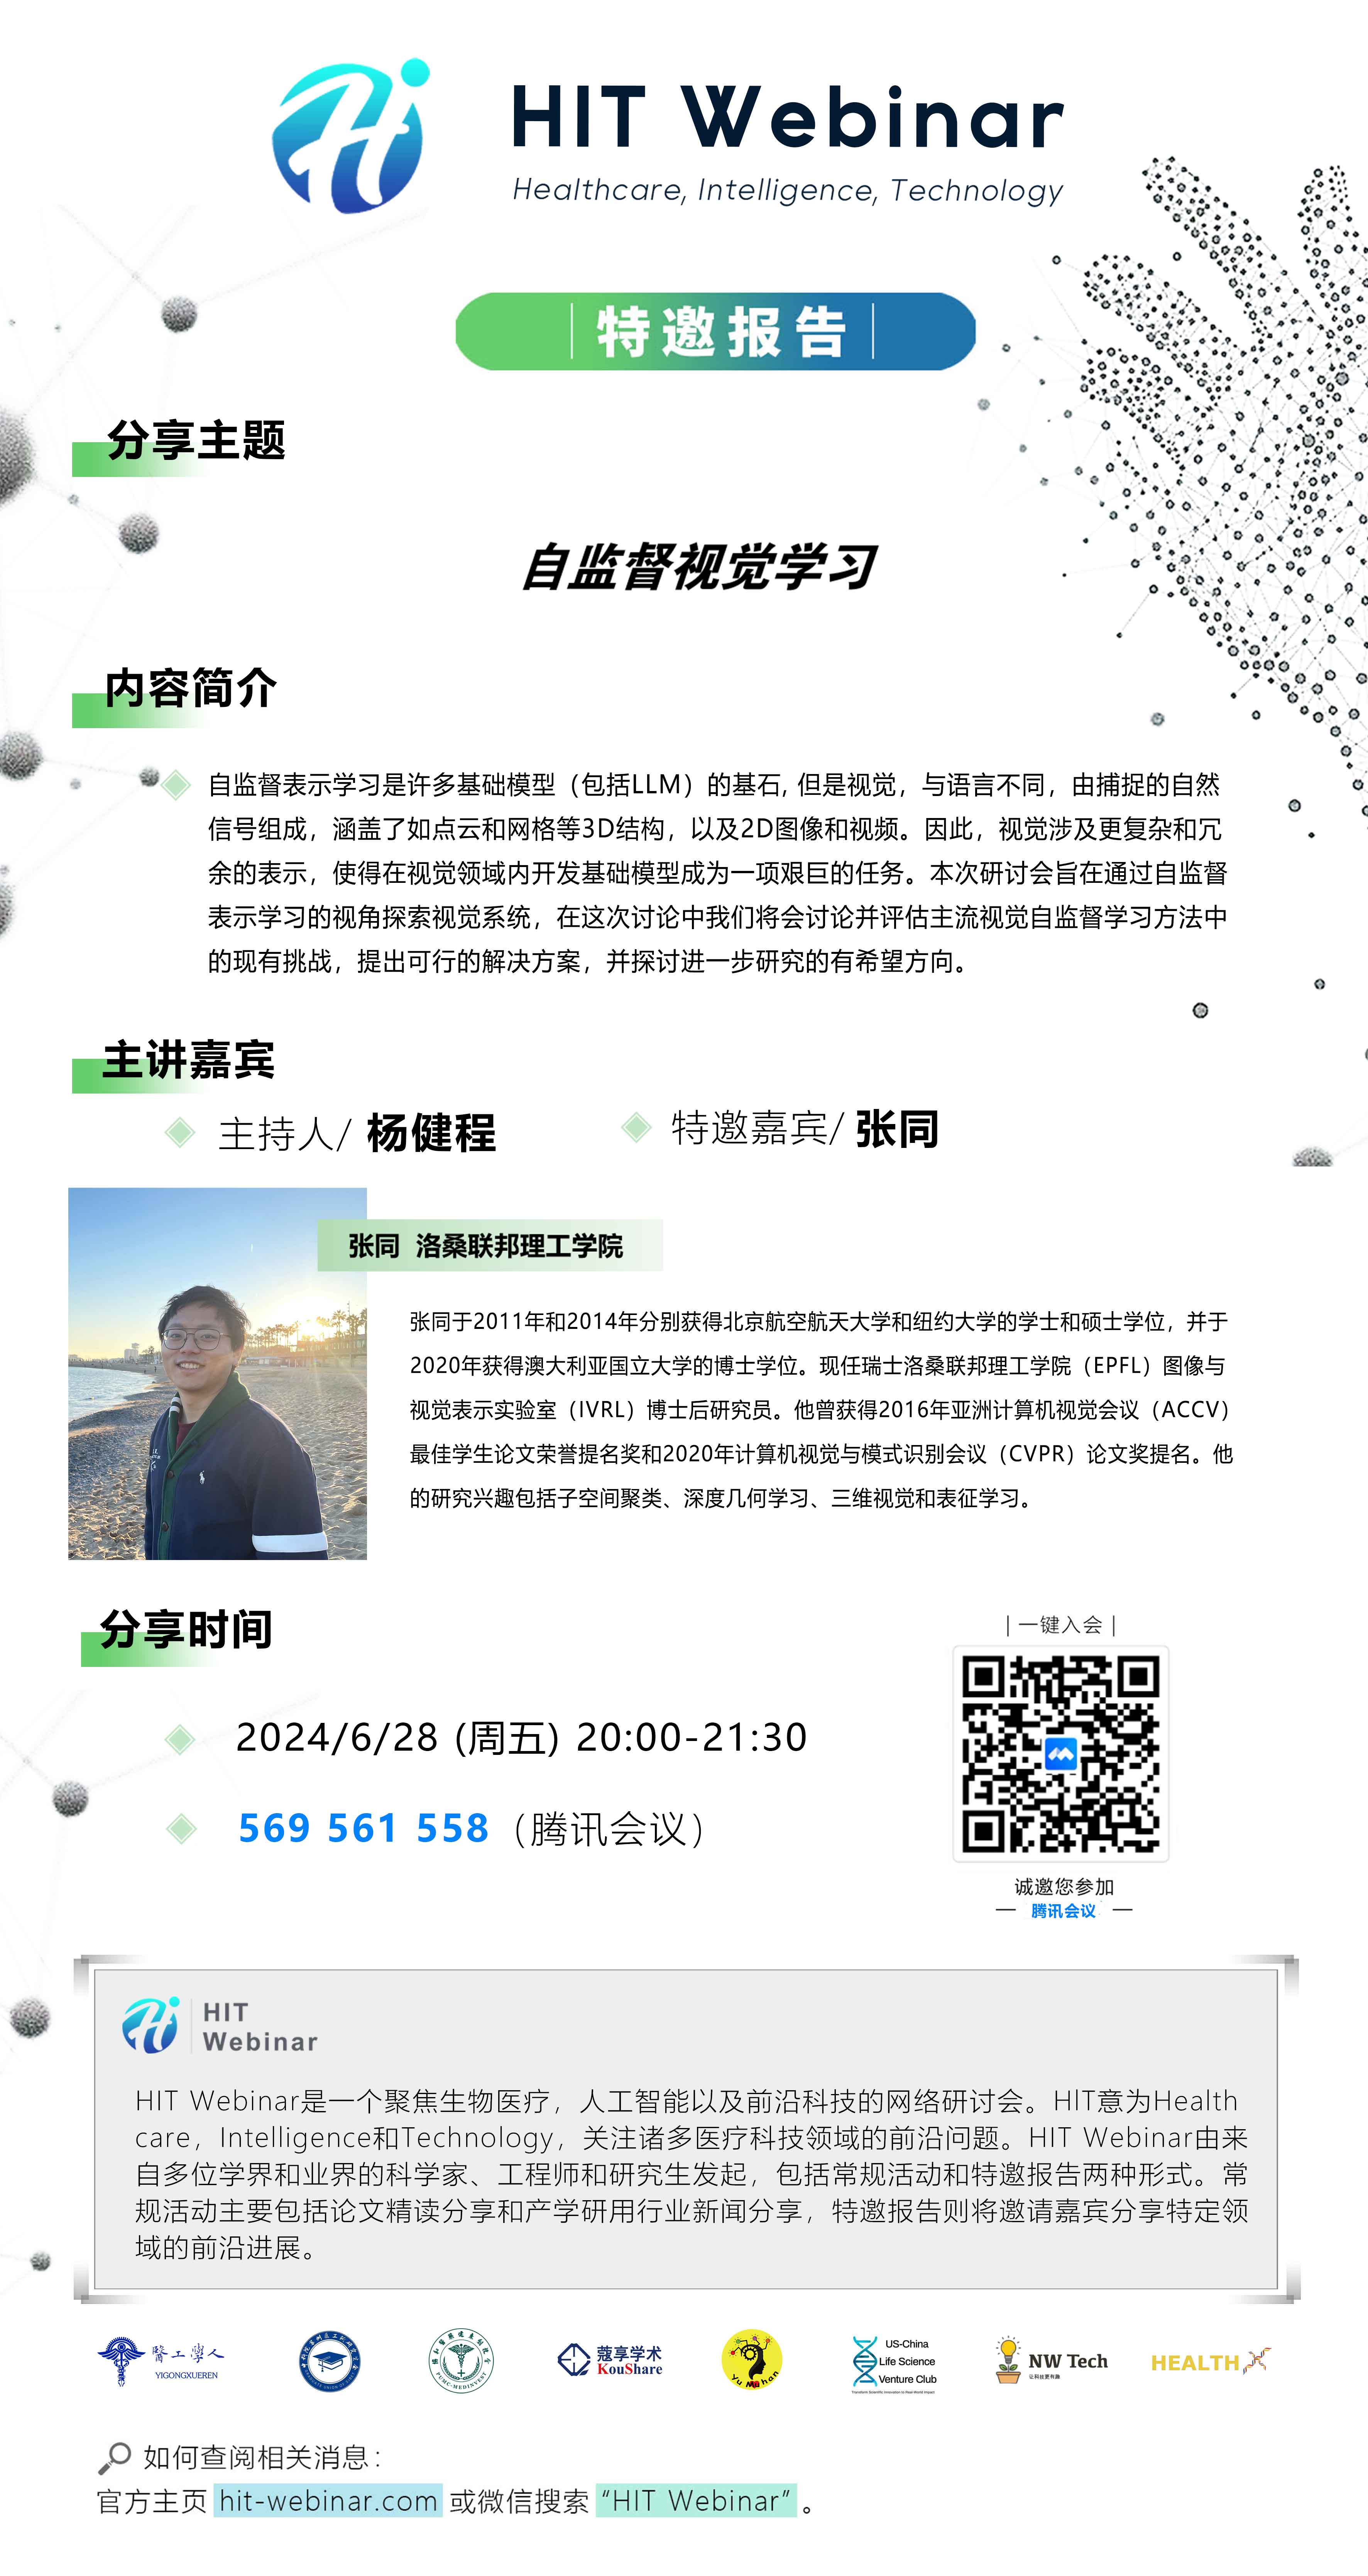 HIT Webinar
Healthcare, Intelligence, Technology
特邀报告
分享主题
自监督视觉学习
内容简介
自监督表示学习是许多基础模型（包括LLM）的基石, 但是视觉，与语言不同，由捕捉的自然
信号组成，涵盖了如点云和网格等3D结构，以及2D图像和视频。因此，视觉涉及更复杂和冗
余的表示，使得在视觉领域内开发基础模型成为一项艰巨的任务。本次研讨会旨在通过自监督
表示学习的视角探索视觉系统，在这次讨论中我们将会讨论并评估主流视觉自监督学习方法中
的现有挑战，提出可行的解决方案，并探讨进一步研究的有希望方向。
主讲嘉宾
主持人/ 杨健程
特邀嘉宾/ 张同
张同 洛桑联邦理工学院
张同于2011年和2014年分别获得北京航空航天大学和纽约大学的学士和硕士学位，并于
2020年获得澳大利亚国立大学的博士学位。现任瑞士洛桑联邦理工学院（EPFL）图像与
视觉表示实验室（IVRL）博士后研究员。他曾获得2016年亚洲计算机视觉会议（ACCV）
最佳学生论文荣誉提名奖和2020年计算机视觉与模式识别会议（CVPR）论文奖提名。他
的研究兴趣包括子空间聚类、深度几何学习、三维视觉和表征学习。
分享时间
2024/6/28 (周五) 20:00-21:30
569 561 558（腾讯会议）
| 一键入会 |
诚邀您参加
腾讯会议
HIT
Webinar
HIT Webinar是一个聚焦生物医疗，人工智能以及前沿科技的网络研讨会。HIT意为Health
care，Intelligence和Technology，关注诸多医疗科技领域的前沿问题。HIT Webinar由来
自多位学界和业界的科学家、工程师和研究生发起，包括常规活动和特邀报告两种形式。常
规活动主要包括论文精读分享和产学研用行业新闻分享，特邀报告则将邀请嘉宾分享特定领
域的前沿进展。
醫工學人
YIGONGXUEREN
PUMC-MEDINVEST
蔻享学术
KouShare
Yu Mu han
US-China
Life Science
Venture Club
NW Tech
让科技更有趣
HEALTH X
如何查阅相关消息：
官方主页 hit-webinar.com 或微信搜索 “HIT Webinar” 。